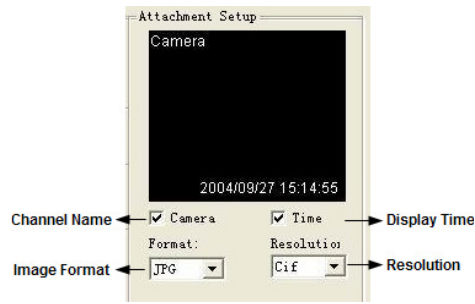 Attachment Setup
Camera
2004/09/27 15:14:55
Channel Name Camera Time Display Time
Format: Resolution
Image Format JPG Cif Resolution